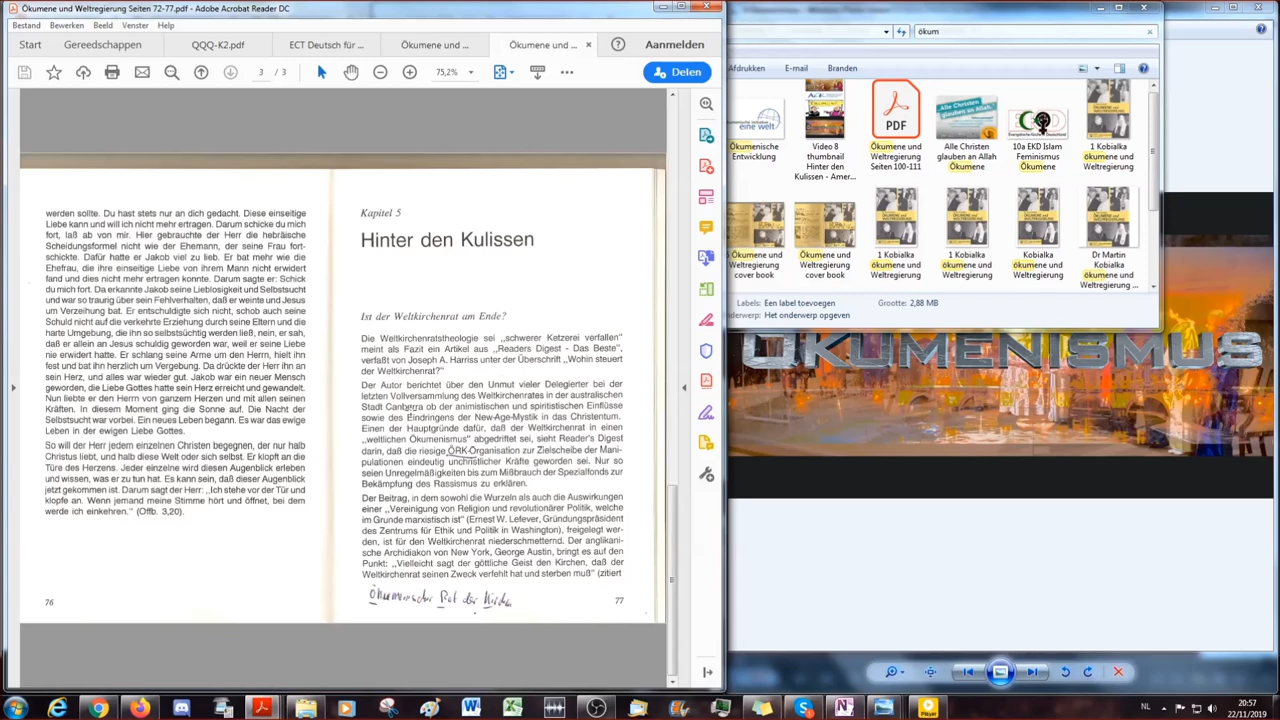 Ökumene und Weltregierung Seiten 72-77.pdf - Adobe Acrobat Reader DC
Bestand Bewerken Beeld Venster Help
Start Gereedschappen QQQ-K2.pdf ECT Deutsch für ... Ökumene und ... Ökumene und ... × ? Aanmelden
3 / 3 75,2% Delen
werden sollte. Du hast stets nur an dich gedacht. Diese einseitige
Liebe kann und will ich nicht mehr ertragen. Darum schicke du mich
fort, laß ab von mir. Hier gebrauchte der Herr die hebräische
Scheidungsformel nicht wie der Ehemann, der seine Frau fort-
schickte. Dafür hatte er Jakob viel zu lieb. Er bat mehr wie die
Ehefrau, die ihre einseitige Liebe von ihrem Mann nicht erwidert
fand und dies nicht mehr ertragen konnte. Darum sagte er: Schick
du mich fort. Da erkannte Jakob seine Lieblosigkeit und Selbstsucht
und war so traurig über sein Fehlverhalten, daß er weinte und Jesus
um Verzeihung bat. Er entschuldigte sich nicht, schob auch seine
Schuld nicht auf die verkehrte Erziehung durch seine Eltern und die
harte Umgebung, die ihn so selbstsüchtig werden ließ, nein, er sah,
daß er allein an Jesus schuldig geworden war, weil er seine Liebe
nie erwidert hatte. Er schlang seine Arme um den Herrn, hielt ihn
fest und bat ihn herzlich um Vergebung. Da drückte der Herr ihn an
sein Herz, und alles war wieder gut. Jakob war ein neuer Mensch
geworden, die Liebe Gottes hatte sein Herz erreicht und gewandelt.
Nun liebte er den Herrn von ganzem Herzen und mit allen seinen
Kräften. In diesem Moment ging die Sonne auf. Die Nacht der
Selbstsucht war vorbei. Ein neues Leben begann. Es war das ewige
Leben in der ewigen Liebe Gottes.
So will der Herr jedem einzelnen Christen begegnen, der nur halb
Christus liebt, und halb diese Welt oder sich selbst. Er klopft an die
Türe des Herzens. Jeder einzelne wird diesen Augenblick erleben
und wissen, was er zu tun hat. Es kann sein, daß dieser Augenblick
jetzt gekommen ist. Darum sagt der Herr: „Ich stehe vor der Tür und
klopfe an. Wenn jemand meine Stimme hört und öffnet, bei dem
werde ich einkehren.“ (Offb. 3,20).
76
Kapitel 5
Hinter den Kulissen
Ist der Weltkirchenrat am Ende?
Die Weltkirchenratstheologie sei „schwerer Ketzerei verfallen“
meint als Fazit ein Artikel aus „Readers Digest - Das Beste“,
verfaßt von Joseph A. Harriss unter der Überschrift „Wohin steuert
der Weltkirchenrat?“
Der Autor berichtet über den Unmut vieler Delegierter bei der
letzten Vollversammlung des Weltkirchenrates in der australischen
Stadt Canberra ob der animistischen und spiritistischen Einflüsse
sowie des Eindringens der New-Age-Mystik in das Christentum.
Einen der Hauptgründe dafür, daß der Weltkirchenrat in einen
„weltlichen Ökumenismus“ abgedriftet sei, sieht Reader's Digest
darin, daß die riesige ÖRK-Organisation zur Zielscheibe der Mani-
pulationen eindeutig unchristlicher Kräfte geworden sei. Nur so
seien Unregelmäßigkeiten bis zum Mißbrauch der Spezialfonds zur
Bekämpfung des Rassismus zu erklären.
Der Beitrag, in dem sowohl die Wurzeln als auch die Auswirkungen
einer „Vereinigung von Religion und revolutionärer Politik, welche
im Grunde marxistisch ist“ (Ernest W. Lefever, Gründungspräsident
des Zentrums für Ethik und Politik in Washington), freigelegt wer-
den, ist für den Weltkirchenrat niederschmetternd. Der anglikani-
sche Archidiakon von New York, George Austin, bringt es auf den
Punkt: „Vielleicht sagt der göttliche Geist den Kirchen, daß der
Weltkirchenrat seinen Zweck verfehlt hat und sterben muß“ (zitiert
Ökumenischer Rat der Kirchen
77
ökum
Afdrukken E-mail Branden
eine welt
PDF
Alle Christen glauben an Allah
Ökumenische
Entwicklung
Video 8
thumbnail
Hinter den
Kulissen - Amer...
Ökumene und
Weltregierung
Seiten 100-111
Alle Christen
glauben an Allah
Ökumene
10a EKD Islam
Feminismus
Ökumene
1 Kobialka
ökumene und
Weltregierung
Ökumene und
Weltregierung
cover book
Ökumene und
Weltregierung
cover book
1 Kobialka
ökumene und
Weltregierung
1 Kobialka
ökumene und
Weltregierung
Kobialka
ökumene und
Weltregierung
Dr Martin
Kobialka
ökumene und
Weltregierung ...
Labels: Een label toevoegen Grootte: 2,88 MB
nderwerp: Het onderwerp opgeven
ÖKUMENISMUS
Player
NL
20:57
22/11/2019